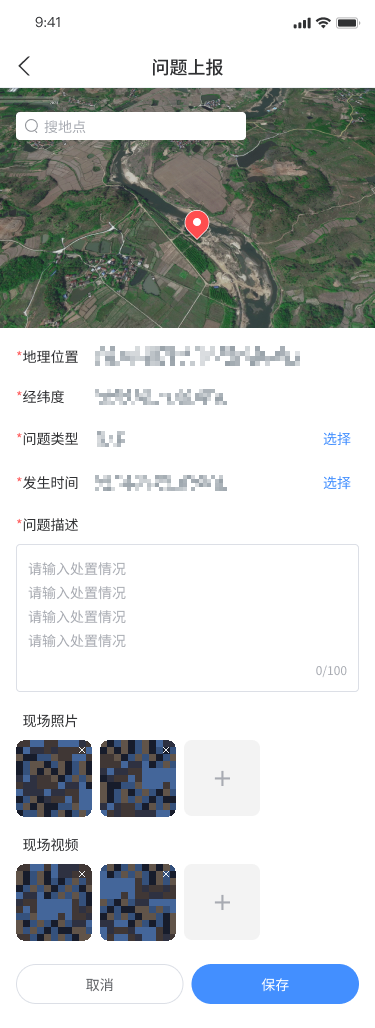 9:41
问题上报
搜地点
*地理位置
*经纬度
*问题类型
选择
*发生时间
选择
*问题描述
请输入处置情况
请输入处置情况
请输入处置情况
请输入处置情况
0/100
现场照片
现场视频
取消
保存